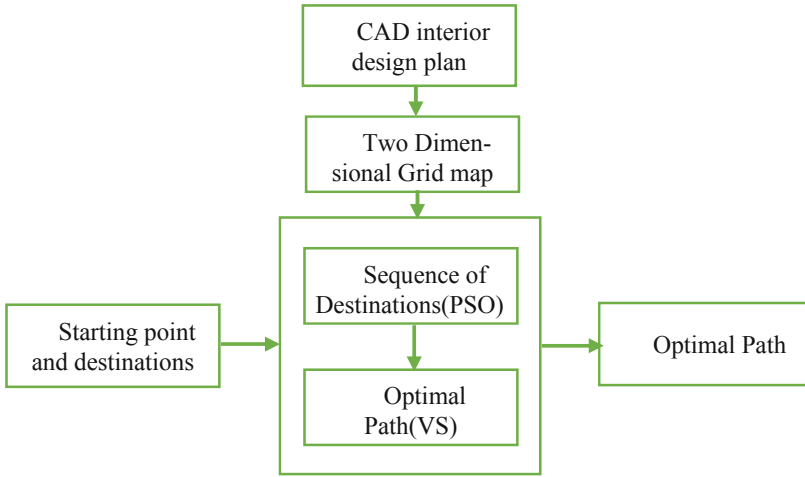 CAD interior
design plan
Two Dimen-
sional Grid map
Sequence of
Destinations(PSO)
Starting point
and destinations
Optimal Path
Optimal
Path(VS)